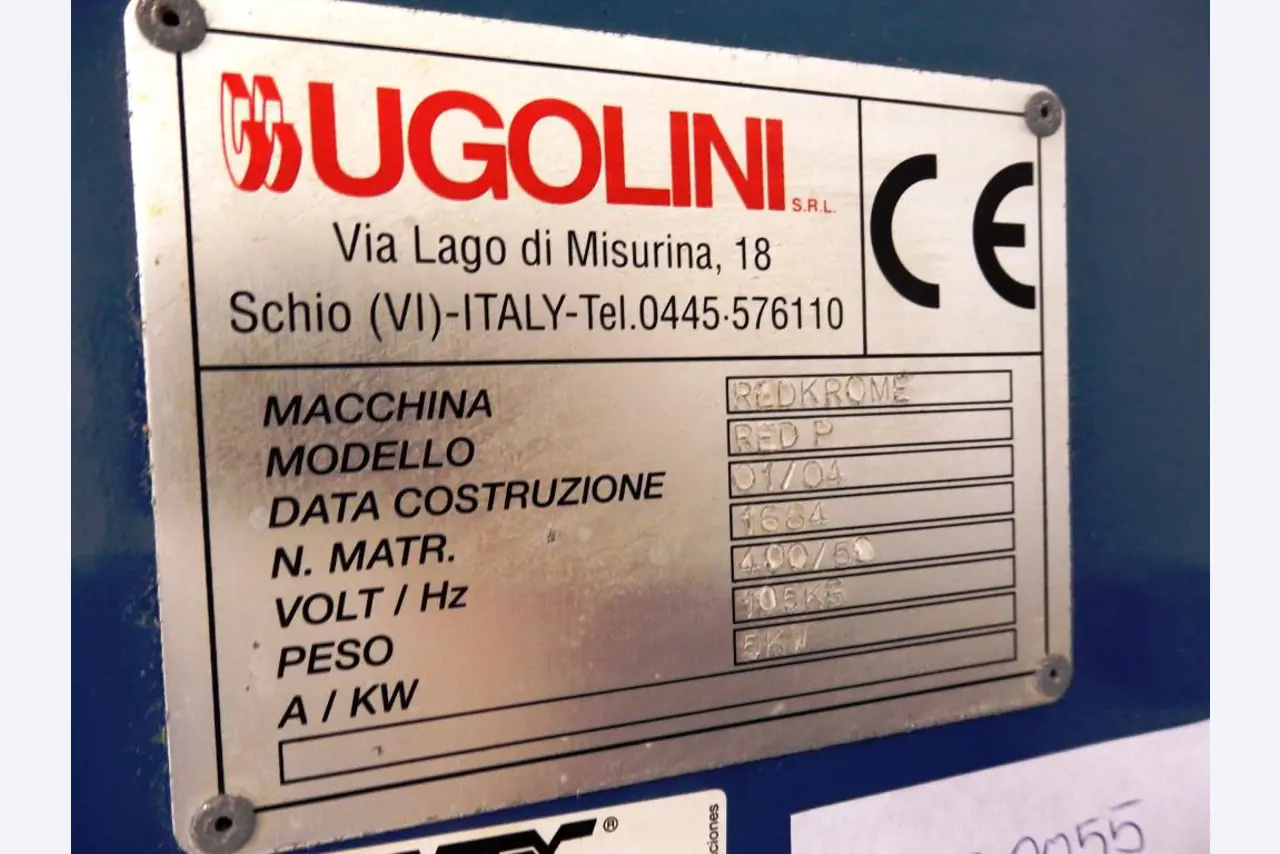 UGOLINI S.R.L.
Via Lago di Misurina, 18
Schio (VI)-ITALY-Tel.0445·576110
CE
MACCHINA REDKROME
MODELLO RED P
DATA COSTRUZIONE 01/04
N. MATR. 1684
VOLT / Hz 400/50
PESO 105KG
A / KW 5KW
®